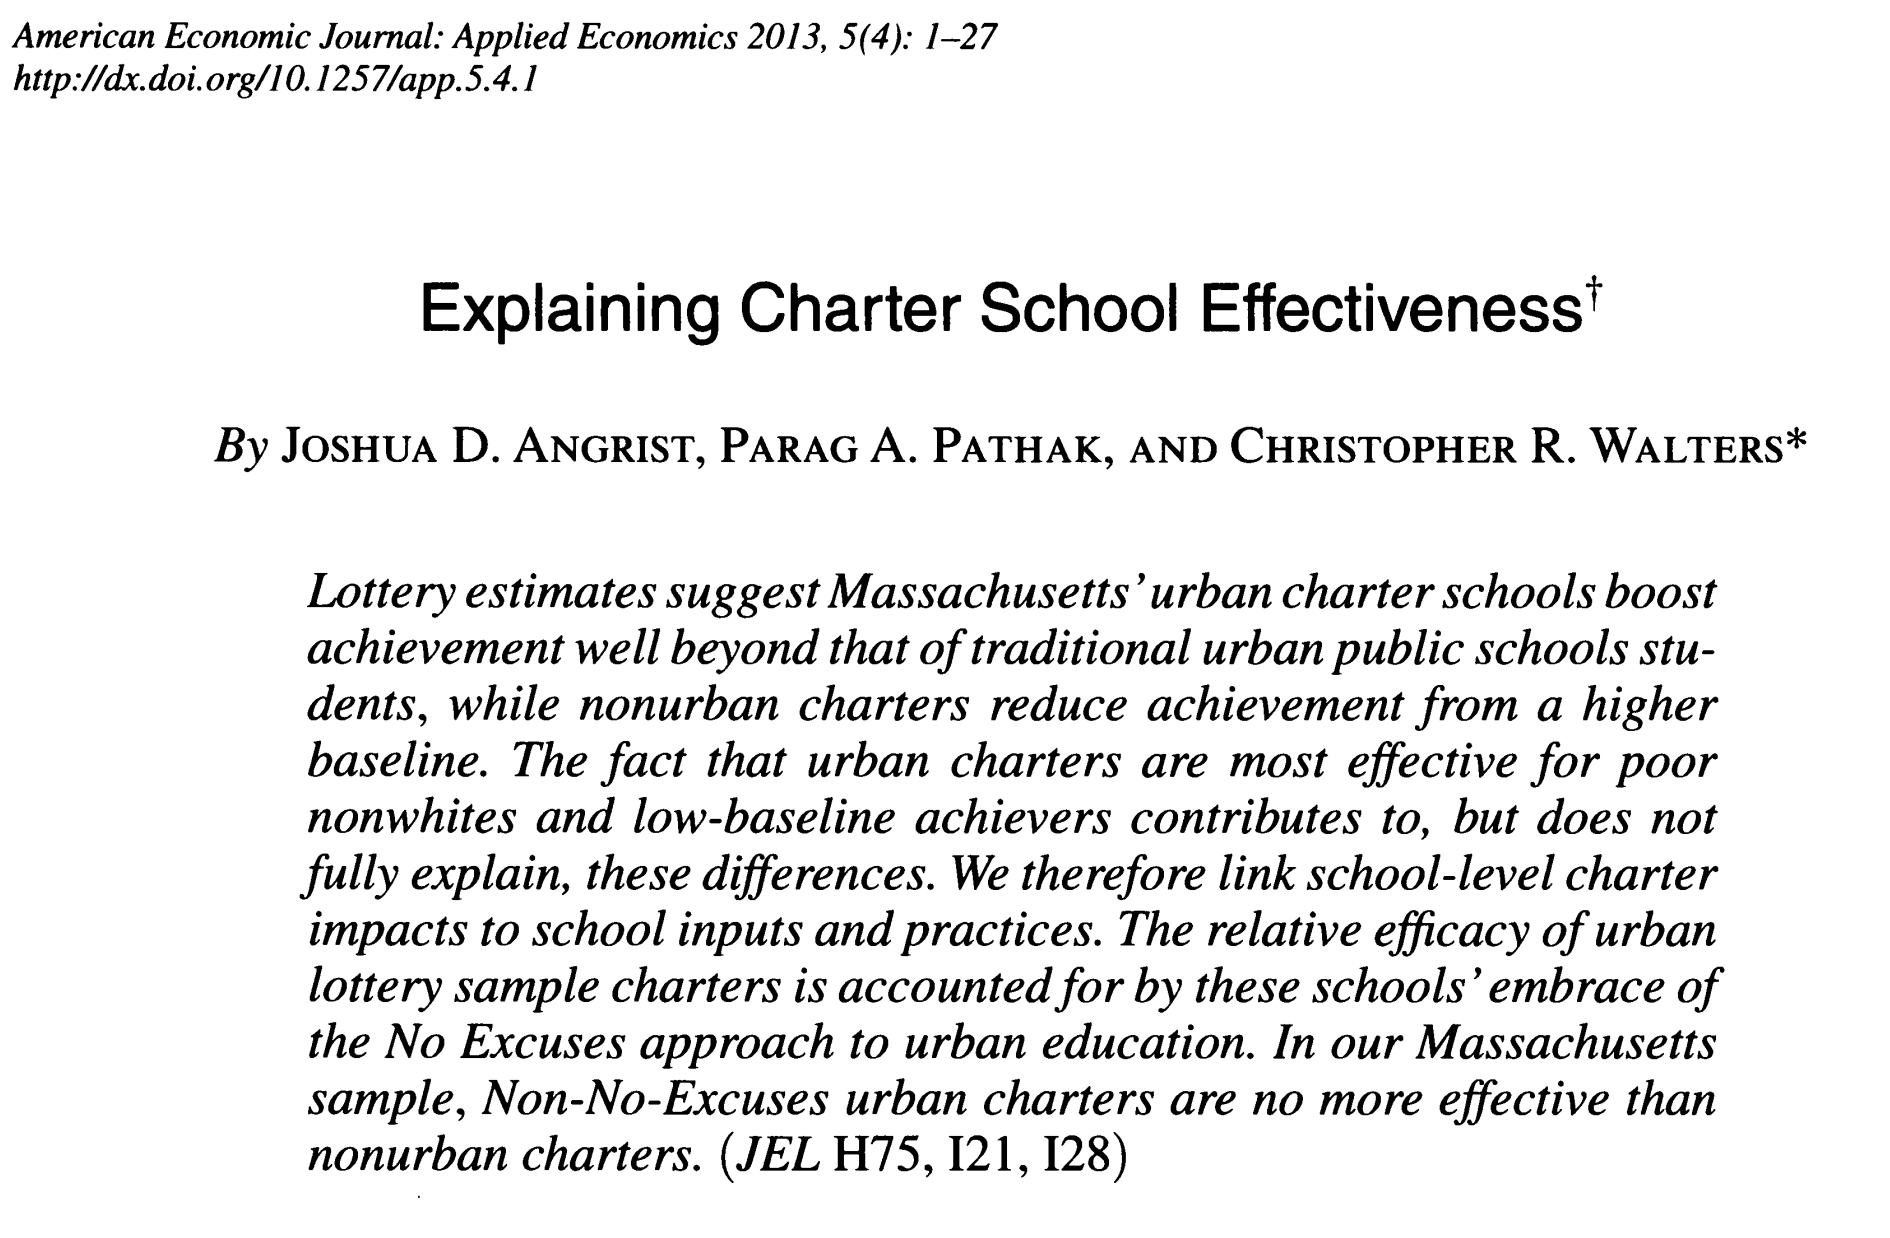 American Economic Journal: Applied Economics 2013, 5(4): 1–27
http://dx.doi.org/10.1257/app.5.4.1
Explaining Charter School Effectiveness†
By JOSHUA D. ANGRIST, PARAG A. PATHAK, AND CHRISTOPHER R. WALTERS*
Lottery estimates suggest Massachusetts' urban charter schools boost
achievement well beyond that of traditional urban public schools stu-
dents, while nonurban charters reduce achievement from a higher
baseline. The fact that urban charters are most effective for poor
nonwhites and low-baseline achievers contributes to, but does not
fully explain, these differences. We therefore link school-level charter
impacts to school inputs and practices. The relative efficacy of urban
lottery sample charters is accounted for by these schools' embrace of
the No Excuses approach to urban education. In our Massachusetts
sample, Non-No-Excuses urban charters are no more effective than
nonurban charters. (JEL H75, I21, I28)